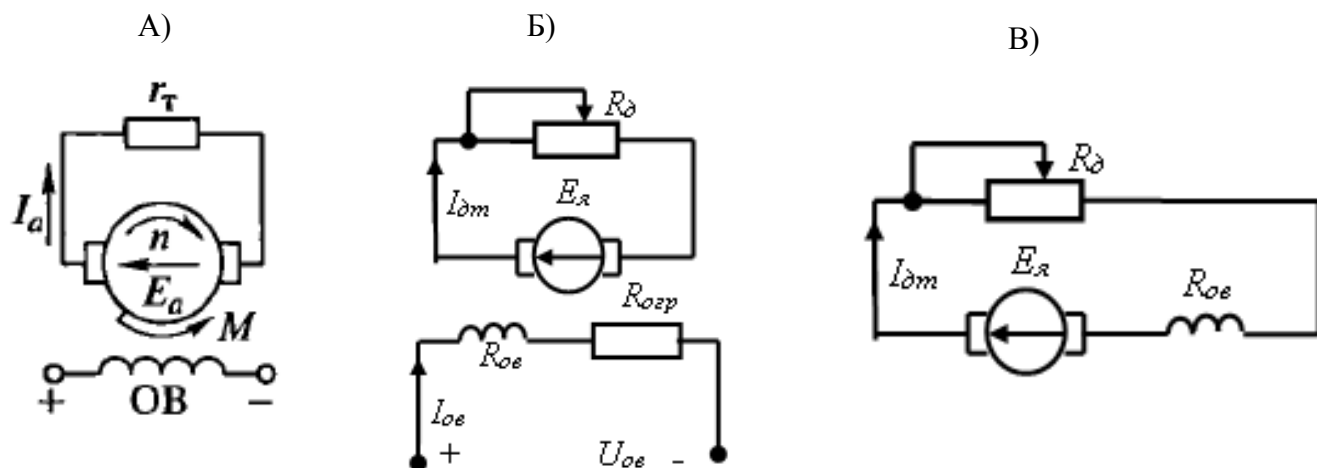 А)
Б)
В)
rт
Ia
n
Ea
M
+ ОВ −
Rд
Iдт
Eя
Rогр
Rов
Iов
+ Uов -
Rд
Iдт
Eя
Rов